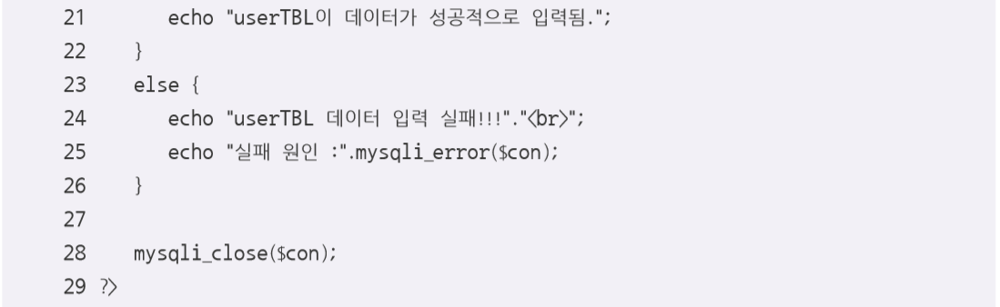 21        echo "userTBL이 데이터가 성공적으로 입력됨.";
22    }
23    else {
24        echo "userTBL 데이터 입력 실패!!!"."<br>";
25        echo "실패 원인 :".mysqli_error($con);
26    }
27
28    mysqli_close($con);
29 ?>